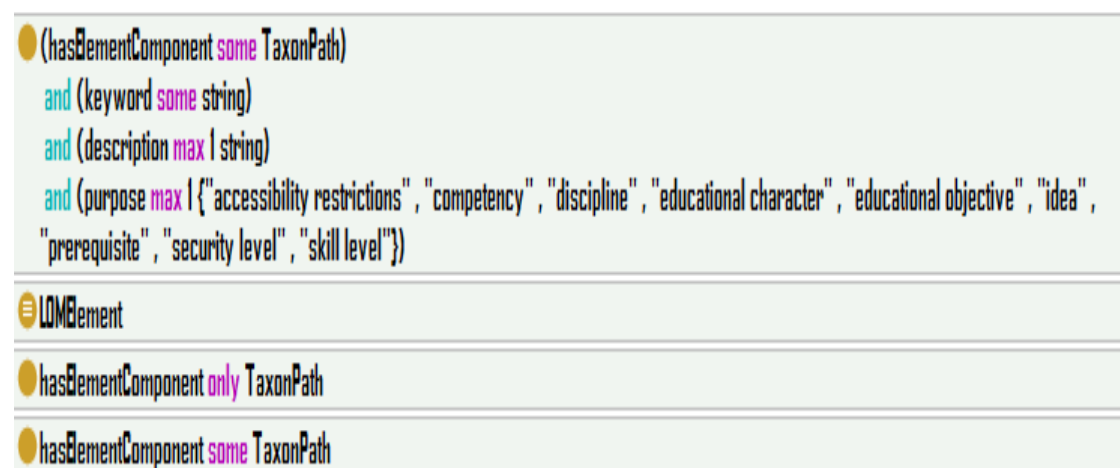 (hasElementComponent some TaxonPath)
and (keyword some string)
and (description max 1 string)
and (purpose max 1 {"accessibility restrictions" , "competency" , "discipline" , "educational character" , "educational objective" , "idea" ,
"prerequisite" , "security level" , "skill level"})
LOMElement
hasElementComponent only TaxonPath
hasElementComponent some TaxonPath